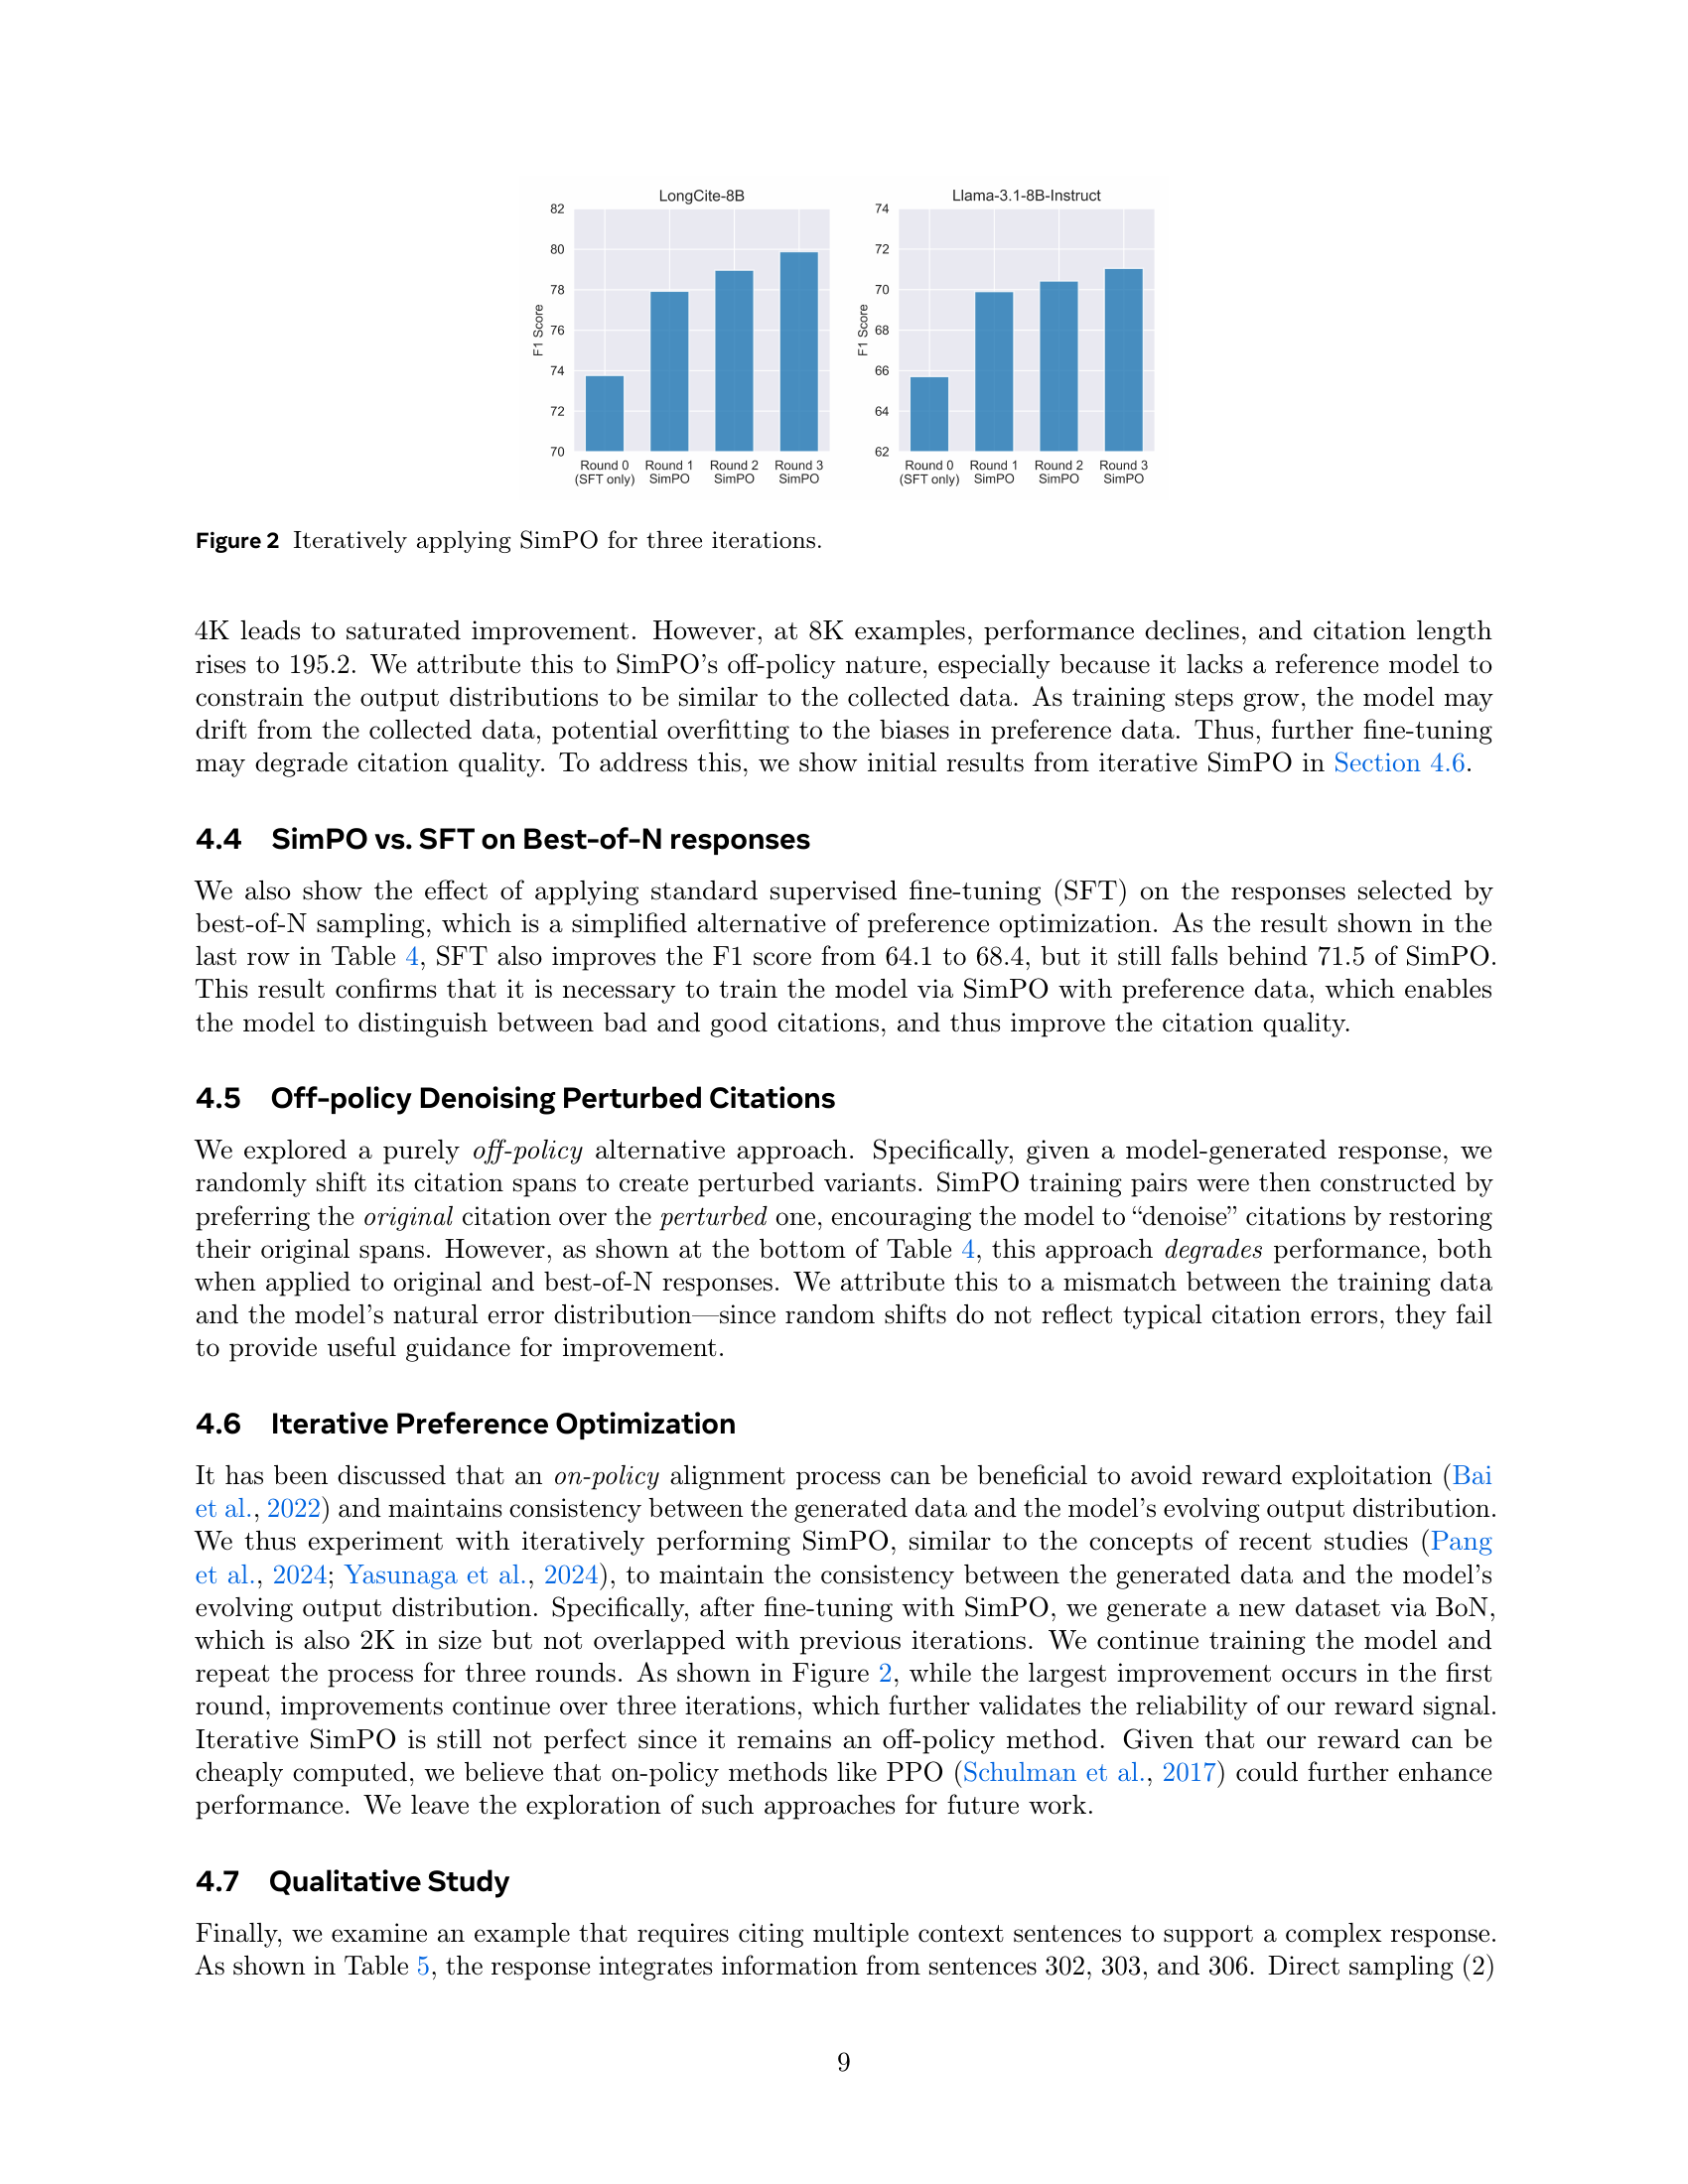 LongCite-8B
82
80
78
76
74
72
70
F1 Score
Round 0
(SFT only)
Round 1
SimPO
Round 2
SimPO
Round 3
SimPO
Llama-3.1-8B-Instruct
74
72
70
68
66
64
62
F1 Score
Round 0
(SFT only)
Round 1
SimPO
Round 2
SimPO
Round 3
SimPO
Figure 2 Iteratively applying SimPO for three iterations.
4K leads to saturated improvement. However, at 8K examples, performance declines, and citation length
rises to 195.2. We attribute this to SimPO's off-policy nature, especially because it lacks a reference model to
constrain the output distributions to be similar to the collected data. As training steps grow, the model may
drift from the collected data, potential overfitting to the biases in preference data. Thus, further fine-tuning
may degrade citation quality. To address this, we show initial results from iterative SimPO in Section 4.6.
4.4 SimPO vs. SFT on Best-of-N responses
We also show the effect of applying standard supervised fine-tuning (SFT) on the responses selected by
best-of-N sampling, which is a simplified alternative of preference optimization. As the result shown in the
last row in Table 4, SFT also improves the F1 score from 64.1 to 68.4, but it still falls behind 71.5 of SimPO.
This result confirms that it is necessary to train the model via SimPO with preference data, which enables
the model to distinguish between bad and good citations, and thus improve the citation quality.
4.5 Off-policy Denoising Perturbed Citations
We explored a purely off-policy alternative approach. Specifically, given a model-generated response, we
randomly shift its citation spans to create perturbed variants. SimPO training pairs were then constructed by
preferring the original citation over the perturbed one, encouraging the model to “denoise” citations by restoring
their original spans. However, as shown at the bottom of Table 4, this approach degrades performance, both
when applied to original and best-of-N responses. We attribute this to a mismatch between the training data
and the model's natural error distribution—since random shifts do not reflect typical citation errors, they fail
to provide useful guidance for improvement.
4.6 Iterative Preference Optimization
It has been discussed that an on-policy alignment process can be beneficial to avoid reward exploitation (Bai
et al., 2022) and maintains consistency between the generated data and the model's evolving output distribution.
We thus experiment with iteratively performing SimPO, similar to the concepts of recent studies (Pang
et al., 2024; Yasunaga et al., 2024), to maintain the consistency between the generated data and the model's
evolving output distribution. Specifically, after fine-tuning with SimPO, we generate a new dataset via BoN,
which is also 2K in size but not overlapped with previous iterations. We continue training the model and
repeat the process for three rounds. As shown in Figure 2, while the largest improvement occurs in the first
round, improvements continue over three iterations, which further validates the reliability of our reward signal.
Iterative SimPO is still not perfect since it remains an off-policy method. Given that our reward can be
cheaply computed, we believe that on-policy methods like PPO (Schulman et al., 2017) could further enhance
performance. We leave the exploration of such approaches for future work.
4.7 Qualitative Study
Finally, we examine an example that requires citing multiple context sentences to support a complex response.
As shown in Table 5, the response integrates information from sentences 302, 303, and 306. Direct sampling (2)
9